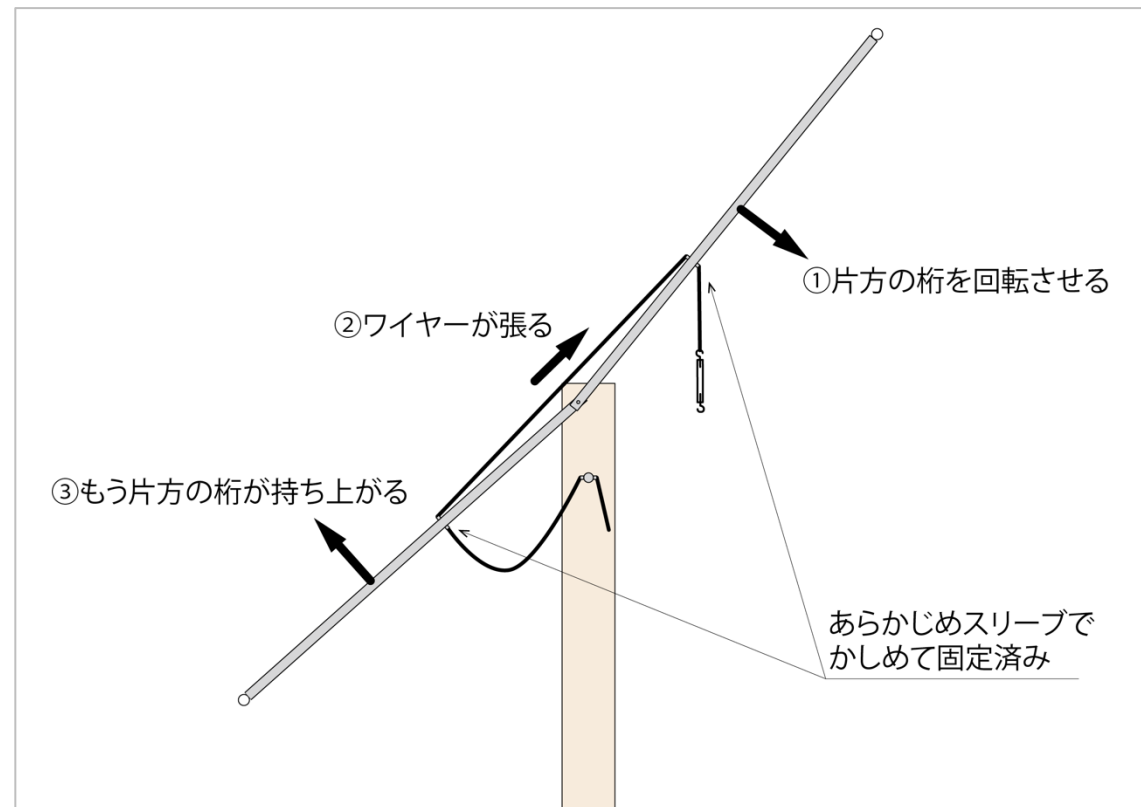 ①片方の桁を回転させる
②ワイヤーが張る
③もう片方の桁が持ち上がる
あらかじめスリーブで
かしめて固定済み